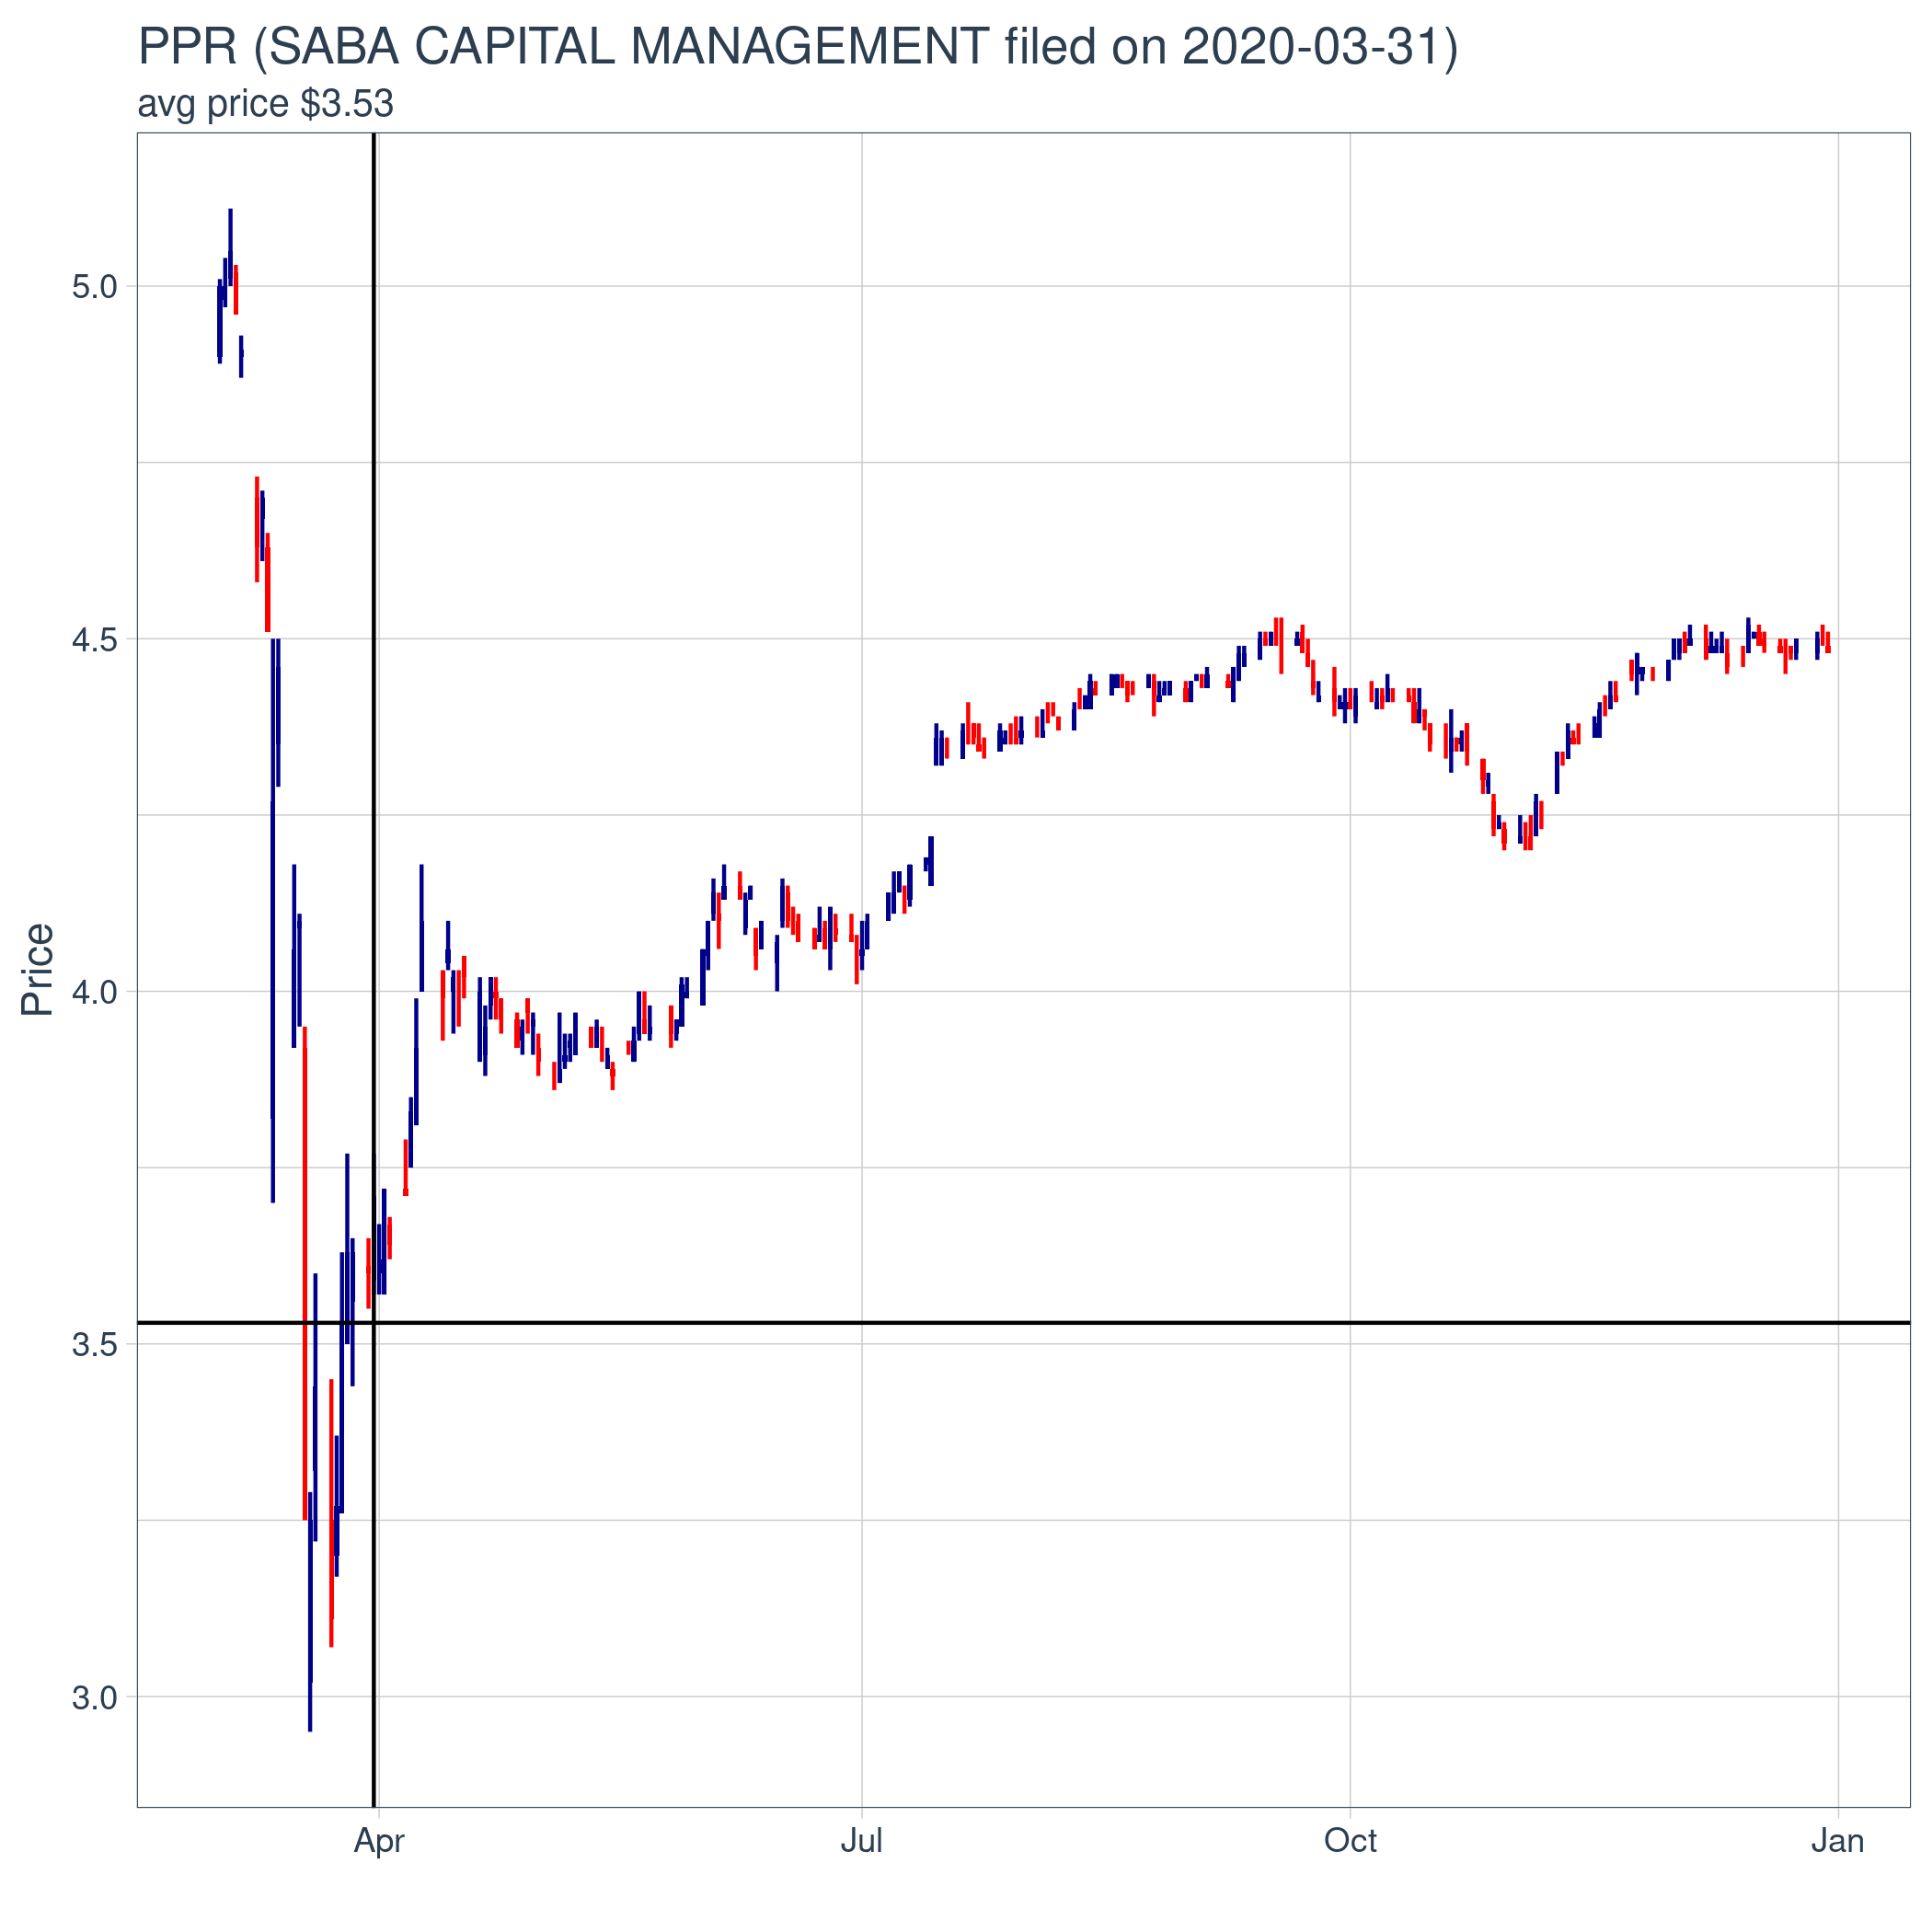 PPR (SABA CAPITAL MANAGEMENT filed on 2020-03-31)
avg price $3.53
5.0
4.5
4.0
3.5
3.0
Price
Apr
Jul
Oct
Jan